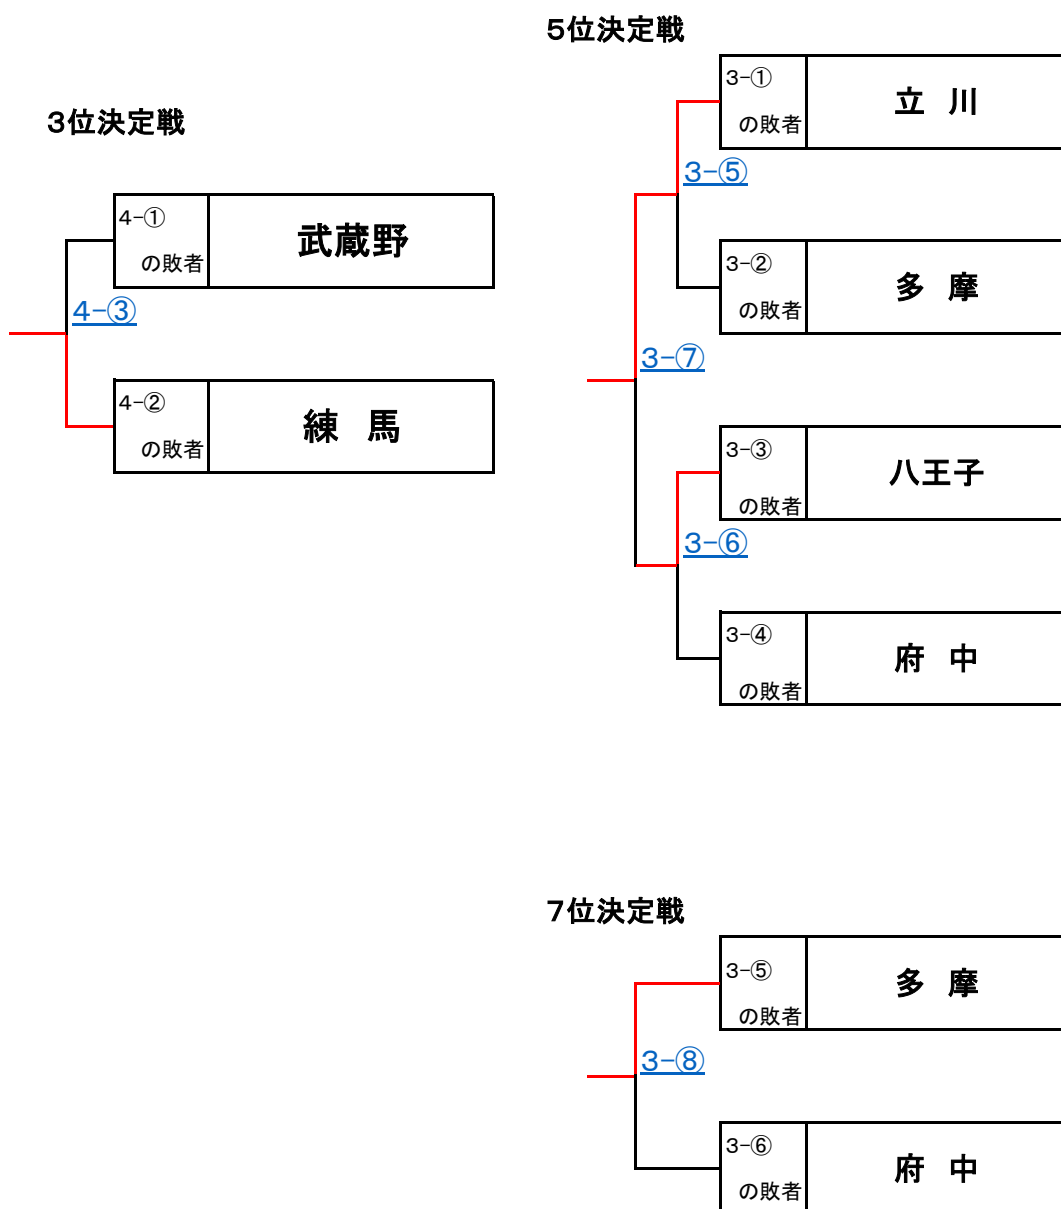 3位決定戦
4-①
の敗者
武蔵野
4-③
4-②
の敗者
練 馬
5位決定戦
3-①
の敗者
立 川
3-⑤
3-②
の敗者
多 摩
3-⑦
3-③
の敗者
八王子
3-⑥
3-④
の敗者
府 中
7位決定戦
3-⑤
の敗者
多 摩
3-⑧
3-⑥
の敗者
府 中